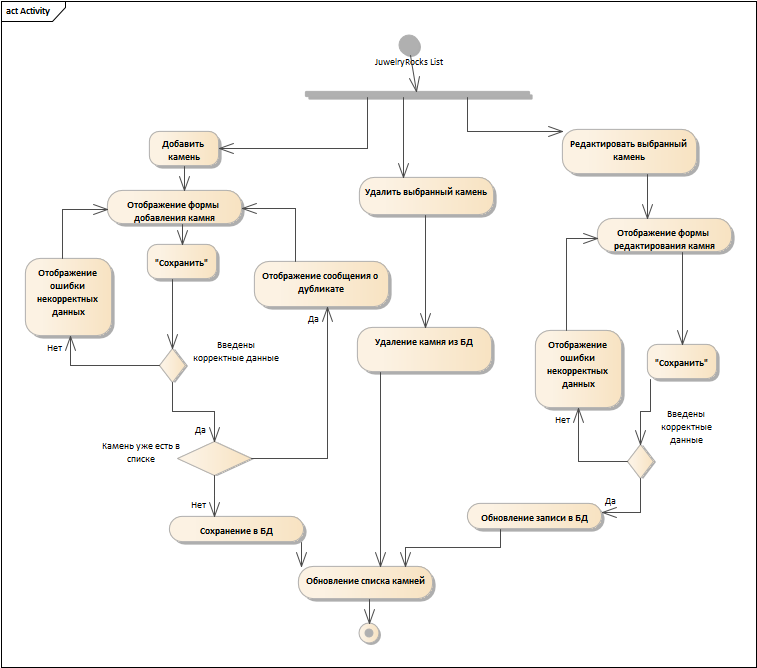 act Activity
JuwelryRocks List
Добавить
камень
Редактировать выбранный
камень
Удалить выбранный камень
Отображение формы
добавления камня
Отображение формы
редактирования камня
"Сохранить"
Отображение
ошибки
некорректных
данных
Отображение сообщения о
дубликате
Да
Нет
Введены
корректные данные
Удаление камня из БД
Отображение
ошибки
некорректных
данных
"Сохранить"
Нет
Введены
корректные
данные
Да
Камень уже есть в
списке
Нет
Да
Сохранение в БД
Обновление записи в БД
Обновление списка камней